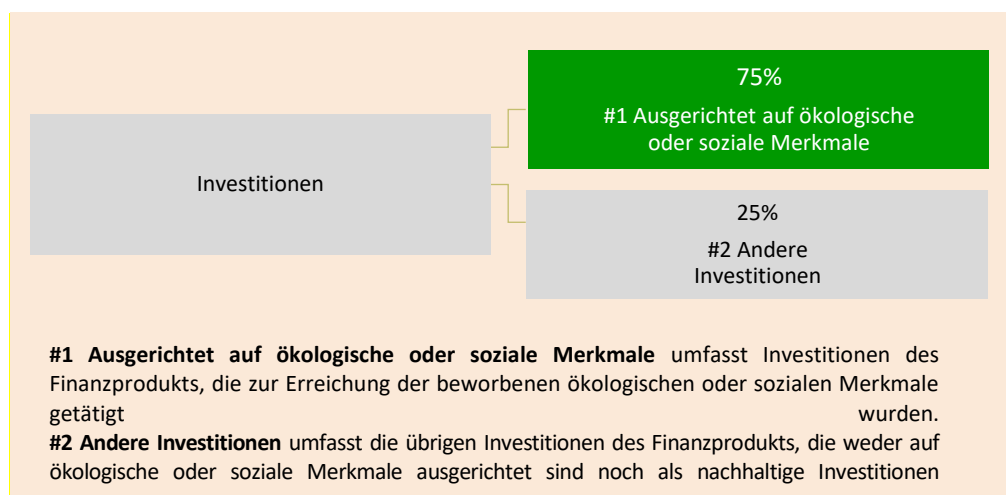 75%
#1 Ausgerichtet auf ökologische
oder soziale Merkmale
Investitionen
25%
#2 Andere
Investitionen
#1 Ausgerichtet auf ökologische oder soziale Merkmale umfasst Investitionen des
Finanzprodukts, die zur Erreichung der beworbenen ökologischen oder sozialen Merkmale
getätigt wurden.
#2 Andere Investitionen umfasst die übrigen Investitionen des Finanzprodukts, die weder auf
ökologische oder soziale Merkmale ausgerichtet sind noch als nachhaltige Investitionen